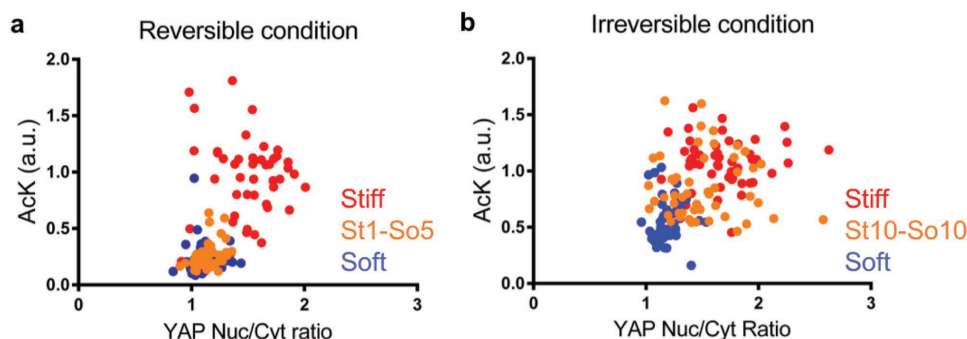 a
Reversible condition
AcK (a.u.)
2.0
1.5
1.0
0.5
0.0
0
1
2
3
YAP Nuc/Cyt ratio
Stiff
St1-So5
Soft
b
Irreversible condition
AcK (a.u.)
2.0
1.5
1.0
0.5
0.0
0
1
2
3
YAP Nuc/Cyt Ratio
Stiff
St10-So10
Soft